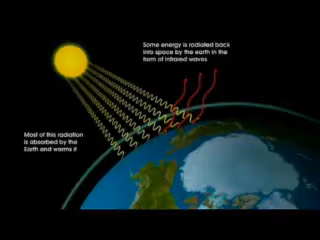 Some energy is radiated back
into space by the earth in the
form of infrared waves
Most of this radiation
is absorbed by the
Earth and warms it